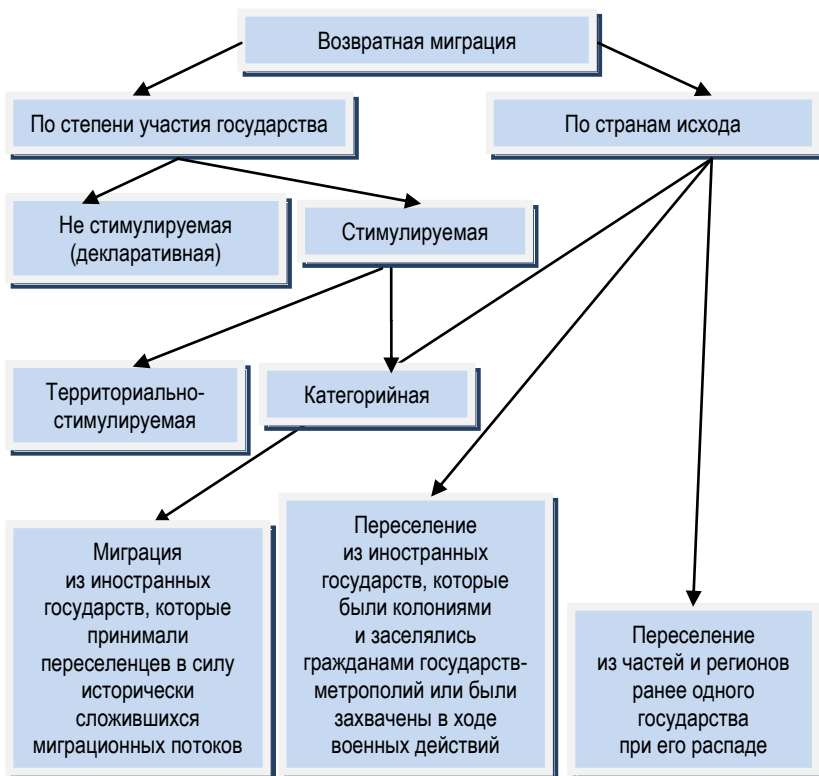 Возвратная миграция
По степени участия государства
По странам исхода
Не стимулируемая
(декларативная)
Стимулируемая
Территориально-
стимулируемая
Категорийная
Миграция
из иностранных
государств, которые
принимали
переселенцев в силу
исторически
сложившихся
миграционных потоков
Переселение
из иностранных
государств, которые
были колониями
и заселялись
гражданами государств-
метрополий или были
захвачены в ходе
военных действий
Переселение
из частей и регионов
ранее одного
государства
при его распаде